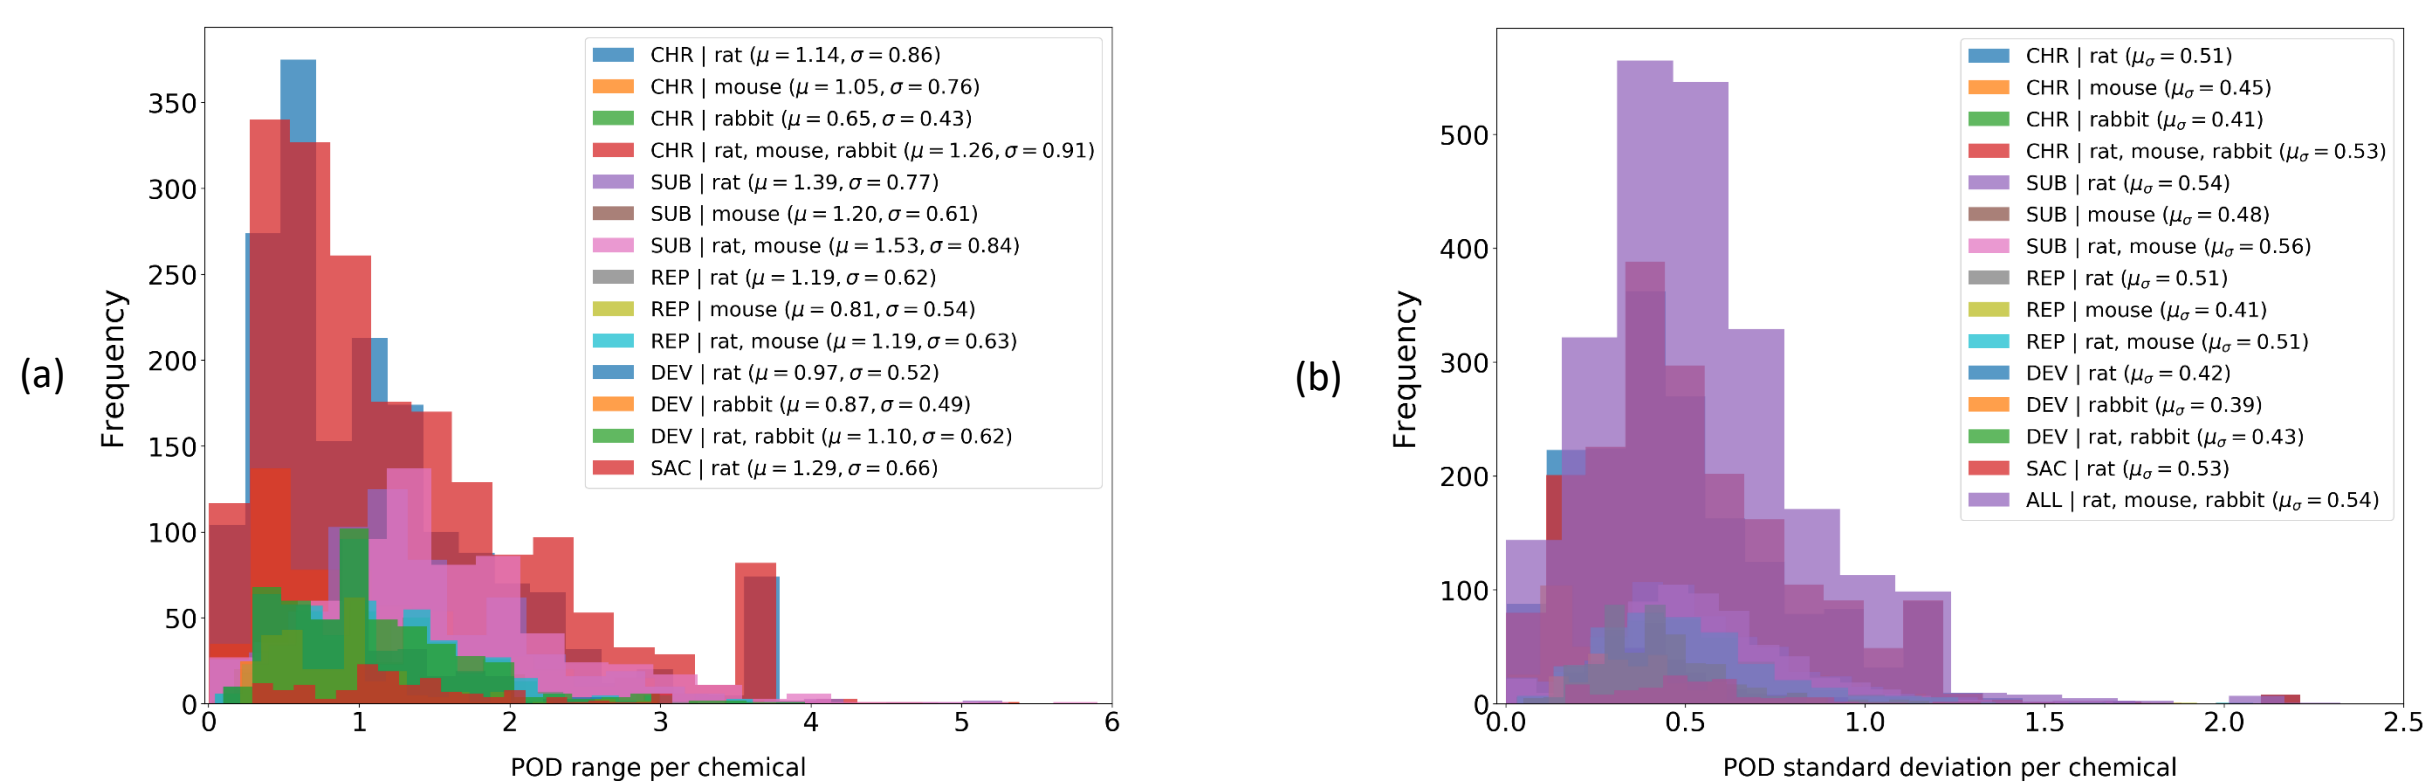 (a)
Frequency
350
300
250
200
150
100
50
0
0 1 2 3 4 5 6
POD range per chemical
CHR | rat (μ = 1.14, σ = 0.86)
CHR | mouse (μ = 1.05, σ = 0.76)
CHR | rabbit (μ = 0.65, σ = 0.43)
CHR | rat, mouse, rabbit (μ = 1.26, σ = 0.91)
SUB | rat (μ = 1.39, σ = 0.77)
SUB | mouse (μ = 1.20, σ = 0.61)
SUB | rat, mouse (μ = 1.53, σ = 0.84)
REP | rat (μ = 1.19, σ = 0.62)
REP | mouse (μ = 0.81, σ = 0.54)
REP | rat, mouse (μ = 1.19, σ = 0.63)
DEV | rat (μ = 0.97, σ = 0.52)
DEV | rabbit (μ = 0.87, σ = 0.49)
DEV | rat, rabbit (μ = 1.10, σ = 0.62)
SAC | rat (μ = 1.29, σ = 0.66)
(b)
Frequency
500
400
300
200
100
0
0.0 0.5 1.0 1.5 2.0 2.5
POD standard deviation per chemical
CHR | rat (μσ = 0.51)
CHR | mouse (μσ = 0.45)
CHR | rabbit (μσ = 0.41)
CHR | rat, mouse, rabbit (μσ = 0.53)
SUB | rat (μσ = 0.54)
SUB | mouse (μσ = 0.48)
SUB | rat, mouse (μσ = 0.56)
REP | rat (μσ = 0.51)
REP | mouse (μσ = 0.41)
REP | rat, mouse (μσ = 0.51)
DEV | rat (μσ = 0.42)
DEV | rabbit (μσ = 0.39)
DEV | rat, rabbit (μσ = 0.43)
SAC | rat (μσ = 0.53)
ALL | rat, mouse, rabbit (μσ = 0.54)